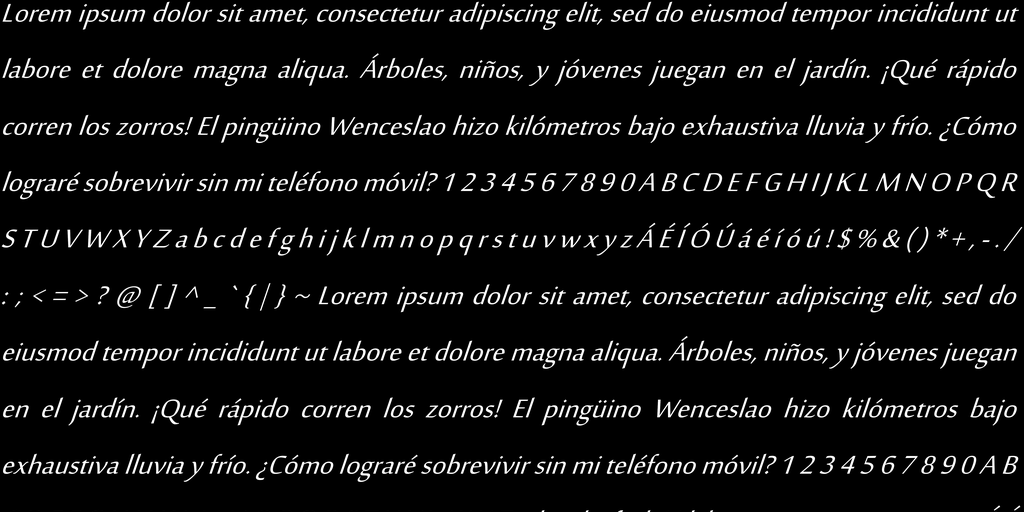 Lorem ipsum dolor sit amet, consectetur adipiscing elit, sed do eiusmod tempor incididunt ut
labore et dolore magna aliqua. Árboles, niños, y jóvenes juegan en el jardín. ¡Qué rápido
corren los zorros! El pingüino Wenceslao hizo kilómetros bajo exhaustiva lluvia y frío. ¿Cómo
lograré sobrevivir sin mi teléfono móvil? 1 2 3 4 5 6 7 8 9 0 A B C D E F G H I J K L M N O P Q R
S T U V W X Y Z a b c d e f g h i j k l m n o p q r s t u v w x y z Á É Í Ó Ú á é í ó ú ! $ % & ( ) * + , - . /
: ; < = > ? @ [ ] ^ _ ` { | } ~ Lorem ipsum dolor sit amet, consectetur adipiscing elit, sed do
eiusmod tempor incididunt ut labore et dolore magna aliqua. Árboles, niños, y jóvenes juegan
en el jardín. ¡Qué rápido corren los zorros! El pingüino Wenceslao hizo kilómetros bajo
exhaustiva lluvia y frío. ¿Cómo lograré sobrevivir sin mi teléfono móvil? 1 2 3 4 5 6 7 8 9 0 A B